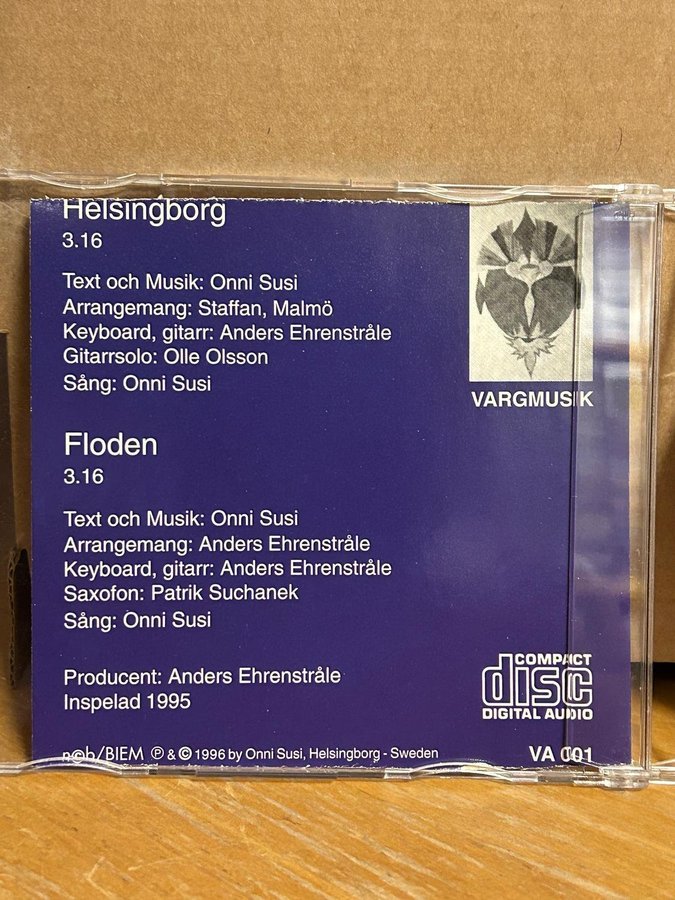 Helsingborg
3.16
Text och Musik: Onni Susi
Arrangemang: Staffan, Malmö
Keyboard, gitarr: Anders Ehrenstråle
Gitarrsolo: Olle Olsson
Sång: Onni Susi
VARGMUSIK
Floden
3.16
Text och Musik: Onni Susi
Arrangemang: Anders Ehrenstråle
Keyboard, gitarr: Anders Ehrenstråle
Saxofon: Patrik Suchanek
Sång: Onni Susi
Producent: Anders Ehrenstråle
Inspelad 1995
COMPACT
disc
DIGITAL AUDIO
n©b/BIEM ℗ & © 1996 by Onni Susi, Helsingborg - Sweden
VA 001